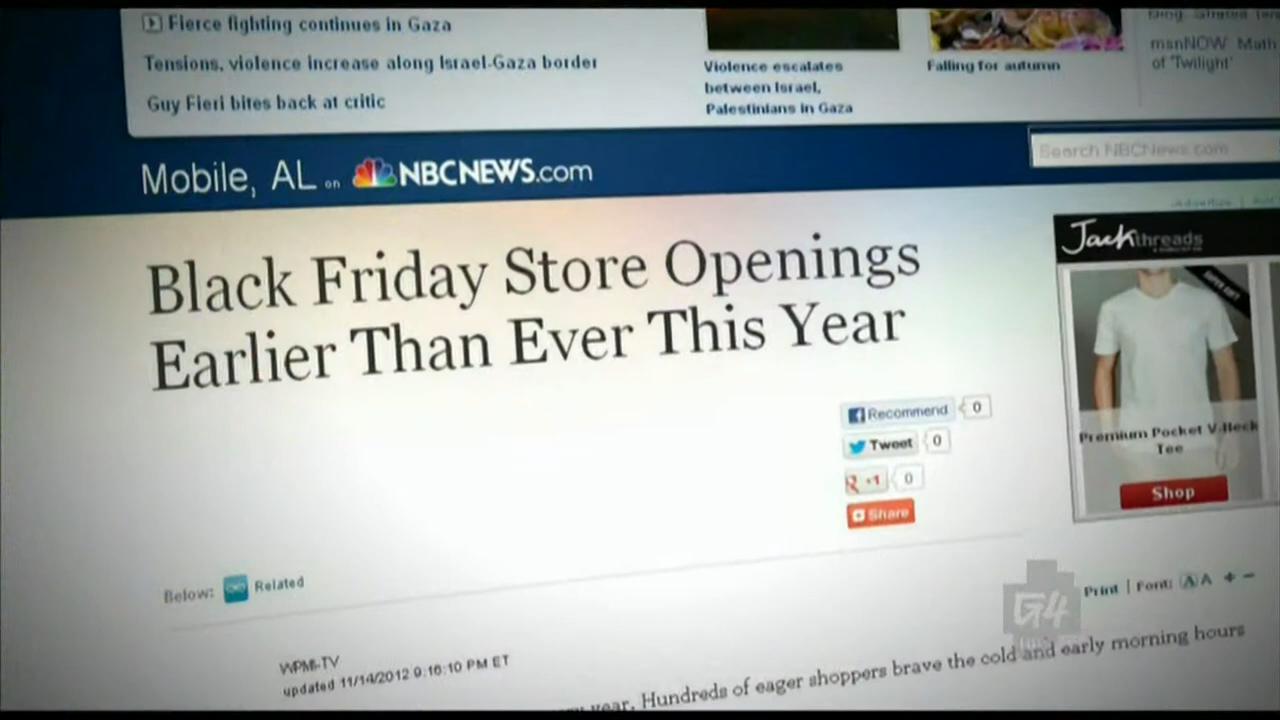 Fierce fighting continues in Gaza
Tensions, violence increase along Israel-Gaza border
Guy Fieri bites back at critic
Violence escalates
between Israel,
Palestinians in Gaza
Falling for autumn
msnNOW: Math
of 'Twilight'
Mobile, AL on NBCNEWS.com
Search NBCNews.com
Black Friday Store Openings
Earlier Than Ever This Year
Jackthreads
Premium Pocket V-Neck
Tee
Shop
Recommend 0
Tweet 0
+1 0
Share
Below: Related
Print | Font: A A + -
G4
WPMI-TV
updated 11/14/2012 9:16:10 PM ET
year. Hundreds of eager shoppers brave the cold and early morning hours